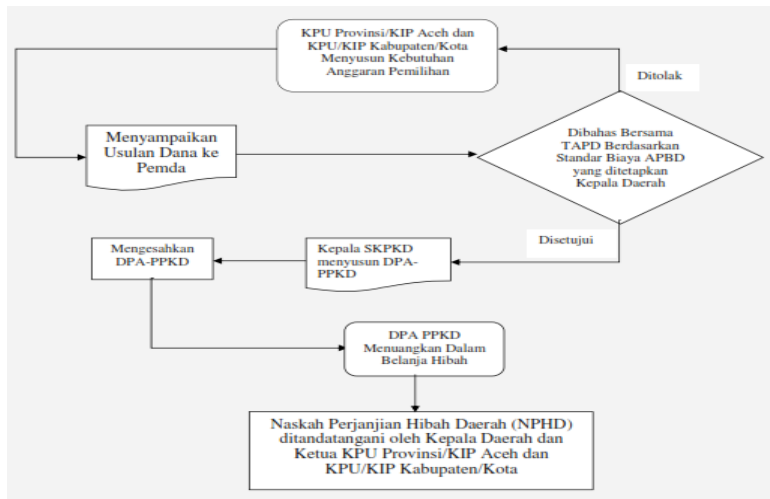 KPU Provinsi/KIP Aceh dan
KPU/KIP Kabupaten/Kota
Menyusun Kebutuhan
Anggaran Pemilihan
Ditolak
Menyampaikan
Usulan Dana ke
Pemda
Dibahas Bersama
TAPD Berdasarkan
Standar Biaya APBD
yang ditetapkan
Kepala Daerah
Disetujui
Kepala SKPKD
menyusun DPA-
PPKD
Mengesahkan
DPA-PPKD
DPA PPKD
Menuangkan Dalam
Belanja Hibah
Naskah Perjanjian Hibah Daerah (NPHD)
ditandatangani oleh Kepala Daerah dan
Ketua KPU Provinsi/KIP Aceh dan
KPU/KIP Kabupaten/Kota